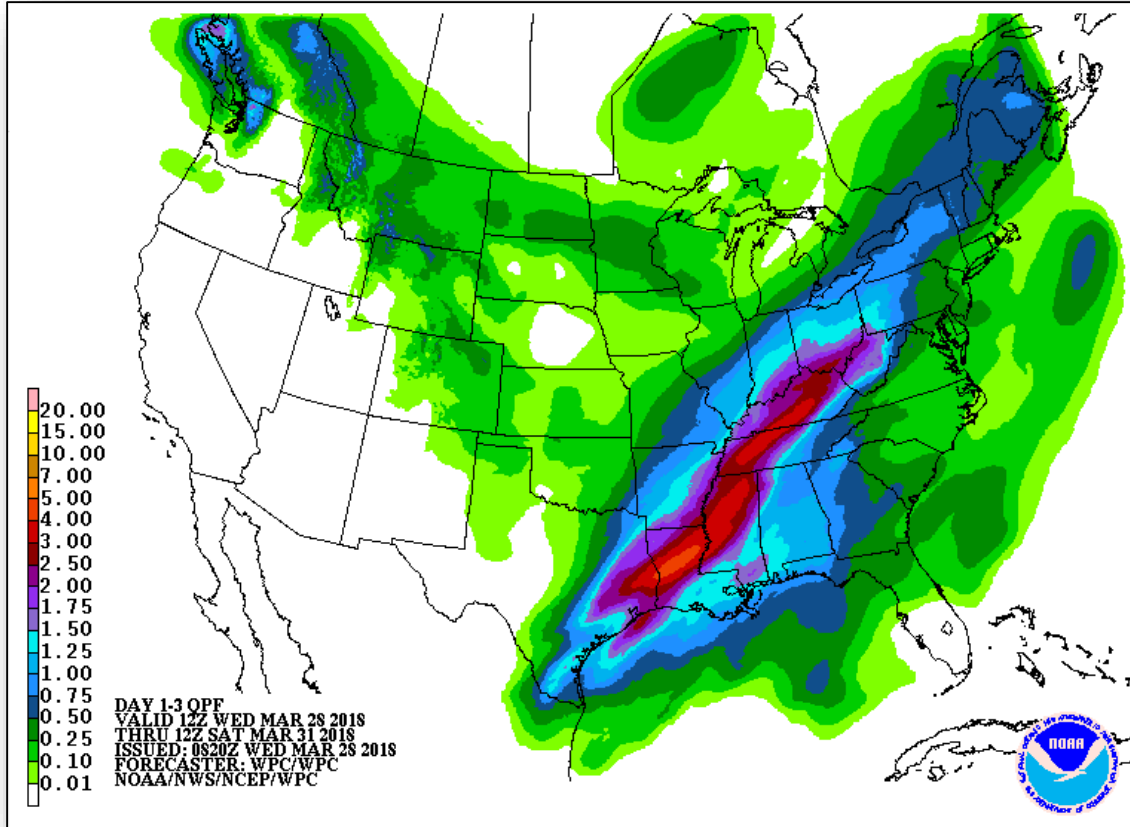 20.00
15.00
10.00
7.00
5.00
4.00
3.00
2.50
2.00
1.75
1.50
1.25
1.00
0.75
0.50
0.25
0.10
0.01
DAY 1-3 QPF
VALID 12Z WED MAR 28 2018
THRU 12Z SAT MAR 31 2018
ISSUED: 0820Z WED MAR 28 2018
FORECASTER: WPC/WPC
NOAA/NWS/NCEP/WPC
NOAA